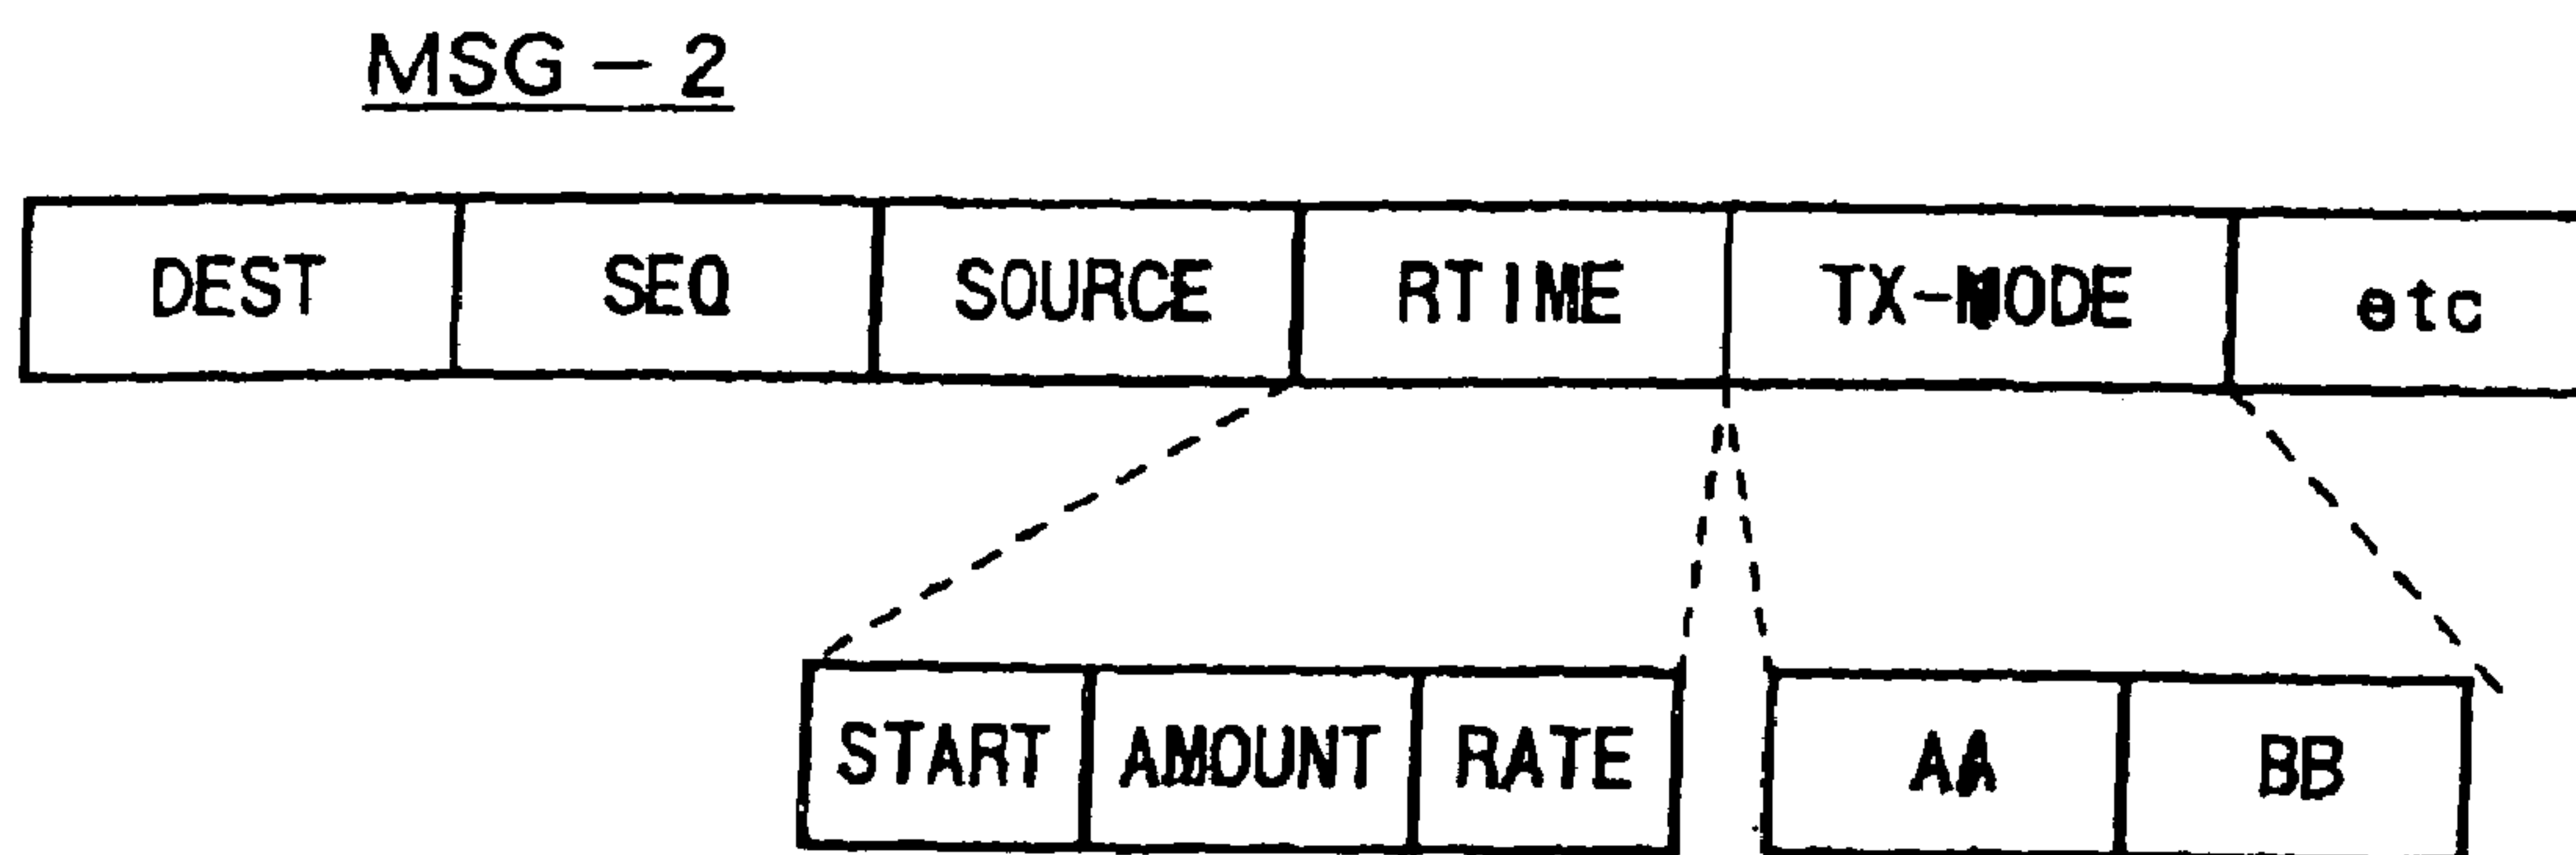 MSG – 2
DEST SEQ SOURCE RTIME TX-MODE etc
START AMOUNT RATE AA BB